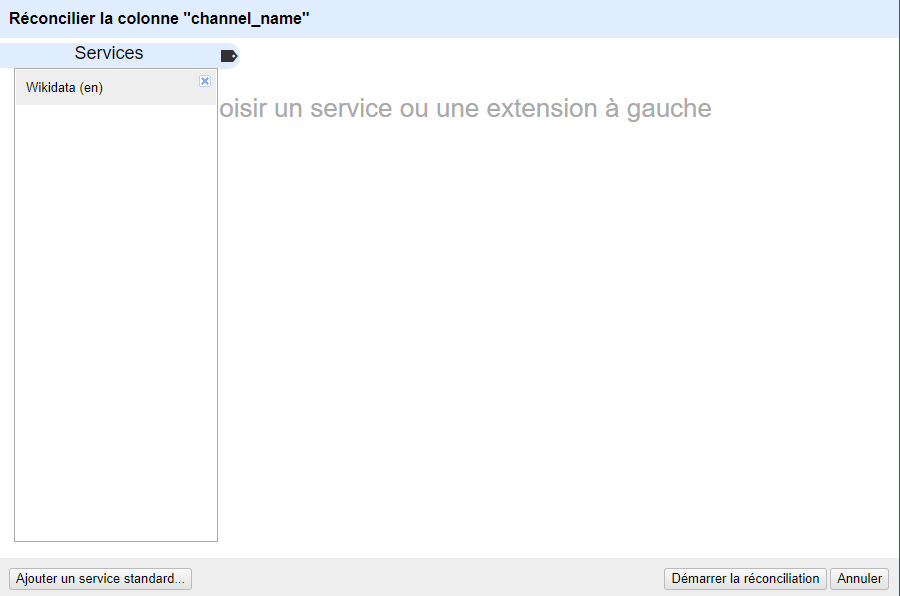 Réconcilier la colonne "channel_name"
Services
Wikidata (en)
oisir un service ou une extension à gauche
Ajouter un service standard...
Démarrer la réconciliation
Annuler